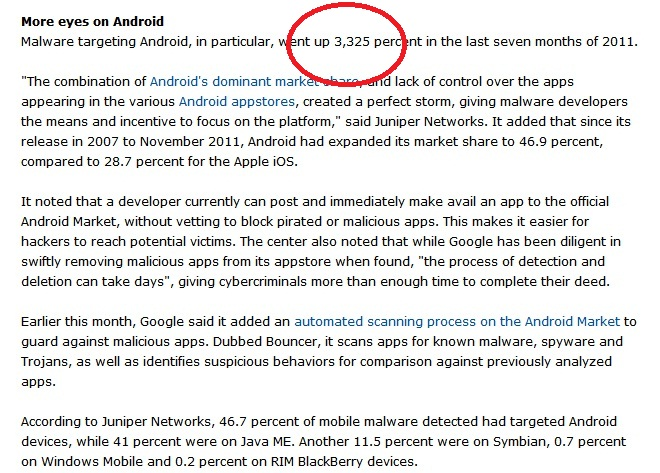 More eyes on Android
Malware targeting Android, in particular, went up 3,325 percent in the last seven months of 2011.
"The combination of Android's dominant market share, and lack of control over the apps
appearing in the various Android appstores, created a perfect storm, giving malware developers
the means and incentive to focus on the platform," said Juniper Networks. It added that since its
release in 2007 to November 2011, Android had expanded its market share to 46.9 percent,
compared to 28.7 percent for the Apple iOS.
It noted that a developer currently can post and immediately make avail an app to the official
Android Market, without vetting to block pirated or malicious apps. This makes it easier for
hackers to reach potential victims. The center also noted that while Google has been diligent in
swiftly removing malicious apps from its appstore when found, "the process of detection and
deletion can take days", giving cybercriminals more than enough time to complete their deed.
Earlier this month, Google said it added an automated scanning process on the Android Market to
guard against malicious apps. Dubbed Bouncer, it scans apps for known malware, spyware and
Trojans, as well as identifies suspicious behaviors for comparison against previously analyzed
apps.
According to Juniper Networks, 46.7 percent of mobile malware detected had targeted Android
devices, while 41 percent were on Java ME. Another 11.5 percent were on Symbian, 0.7 percent
on Windows Mobile and 0.2 percent on RIM BlackBerry devices.